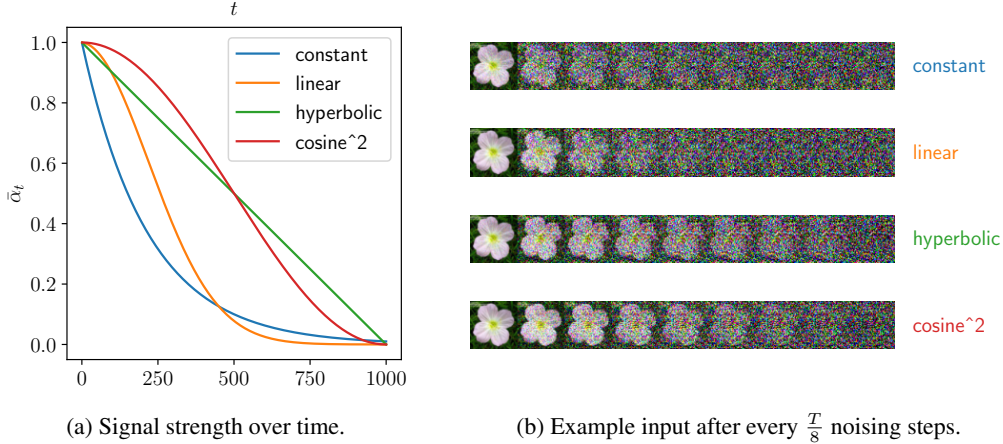 t
1.0
0.8
0.6
0.4
0.2
0.0
ᾱₜ
0
250
500
750
1000
constant
linear
hyperbolic
cosine^2
(a) Signal strength over time.
constant
linear
hyperbolic
cosine^2
(b) Example input after every T/8 noising steps.